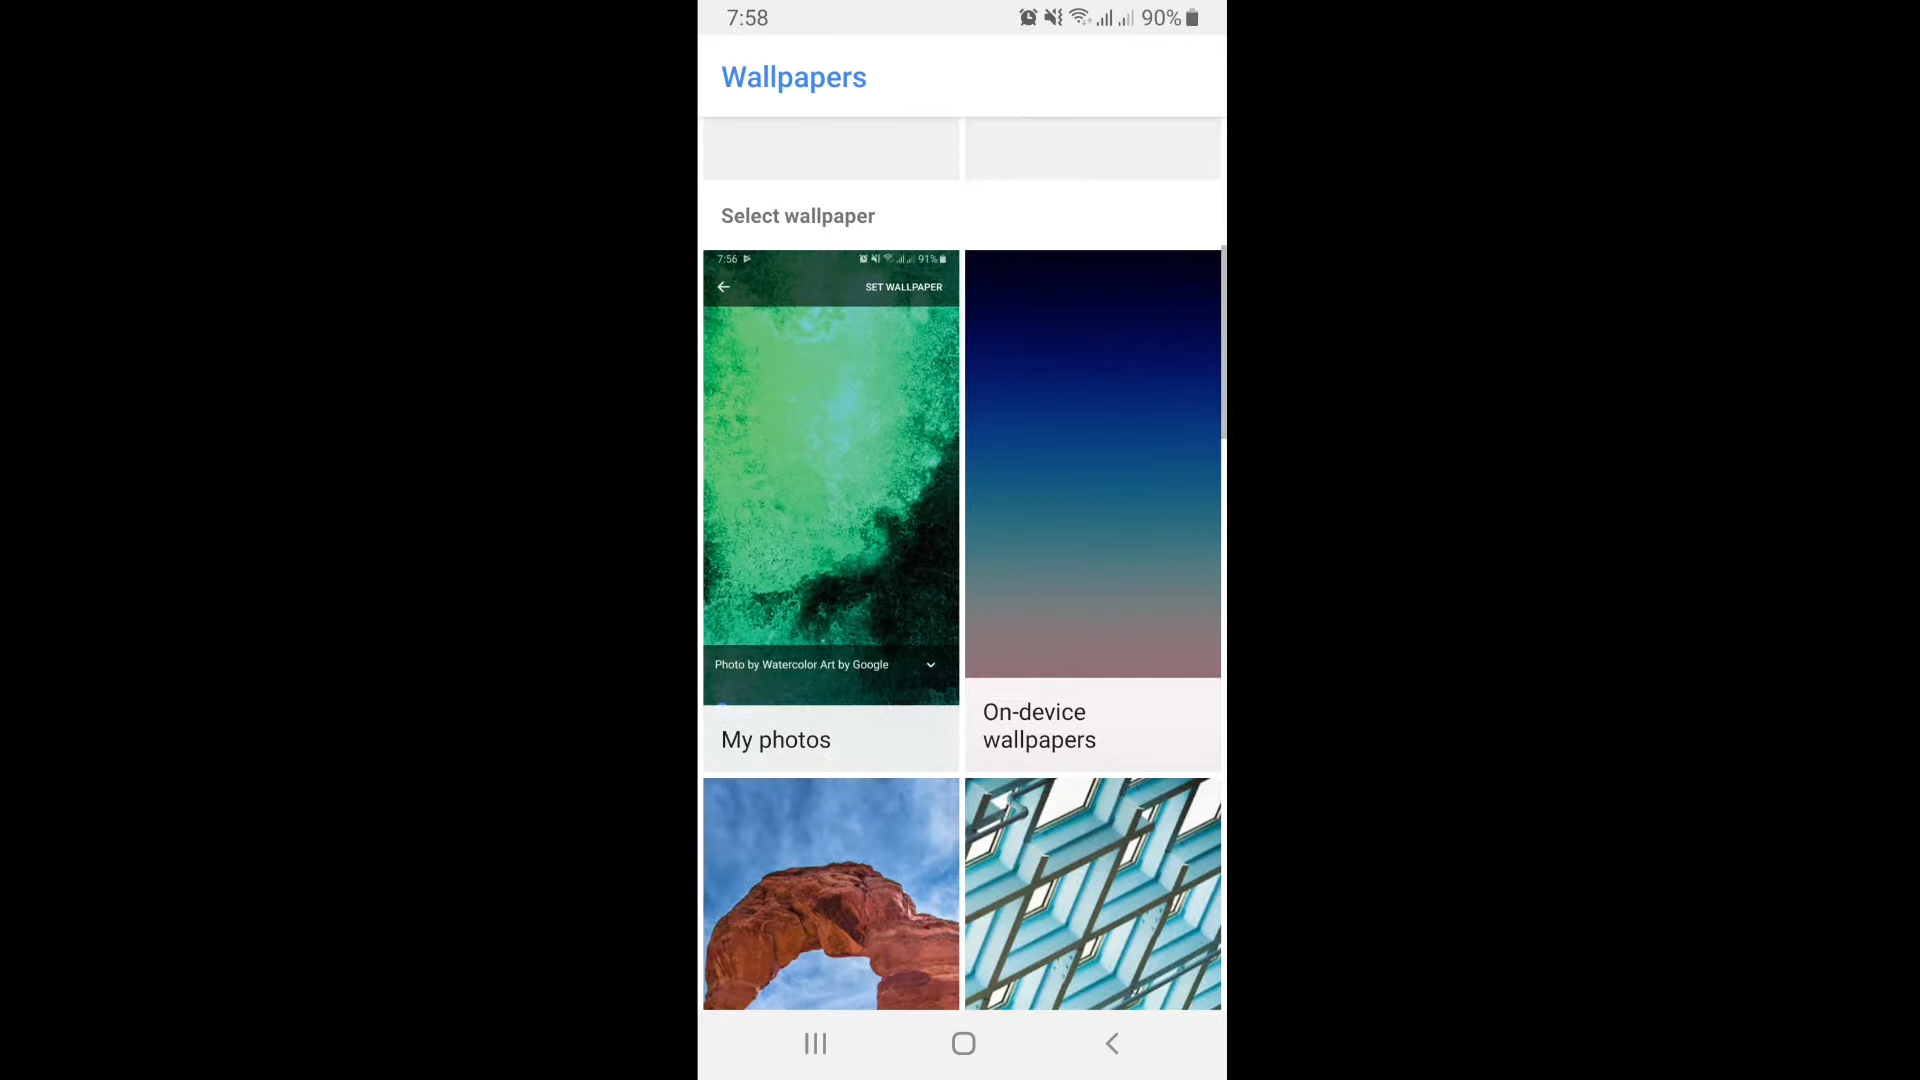 7:58
90%
Wallpapers
Select wallpaper
7:56
91%
SET WALLPAPER
Photo by Watercolor Art by Google
My photos
On-device
wallpapers